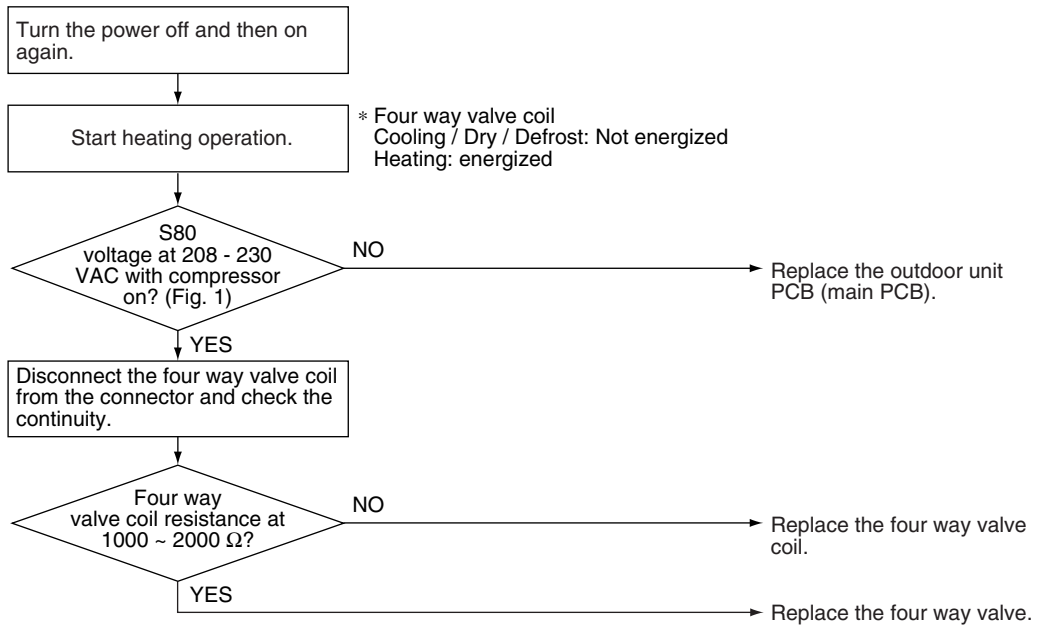 Turn the power off and then on
again.
Start heating operation.
* Four way valve coil
Cooling / Dry / Defrost: Not energized
Heating: energized
S80
voltage at 208 - 230
VAC with compressor
on? (Fig. 1)
NO
Replace the outdoor unit
PCB (main PCB).
YES
Disconnect the four way valve coil
from the connector and check the
continuity.
Four way
valve coil resistance at
1000 ~ 2000 Ω?
NO
Replace the four way valve
coil.
YES
Replace the four way valve.